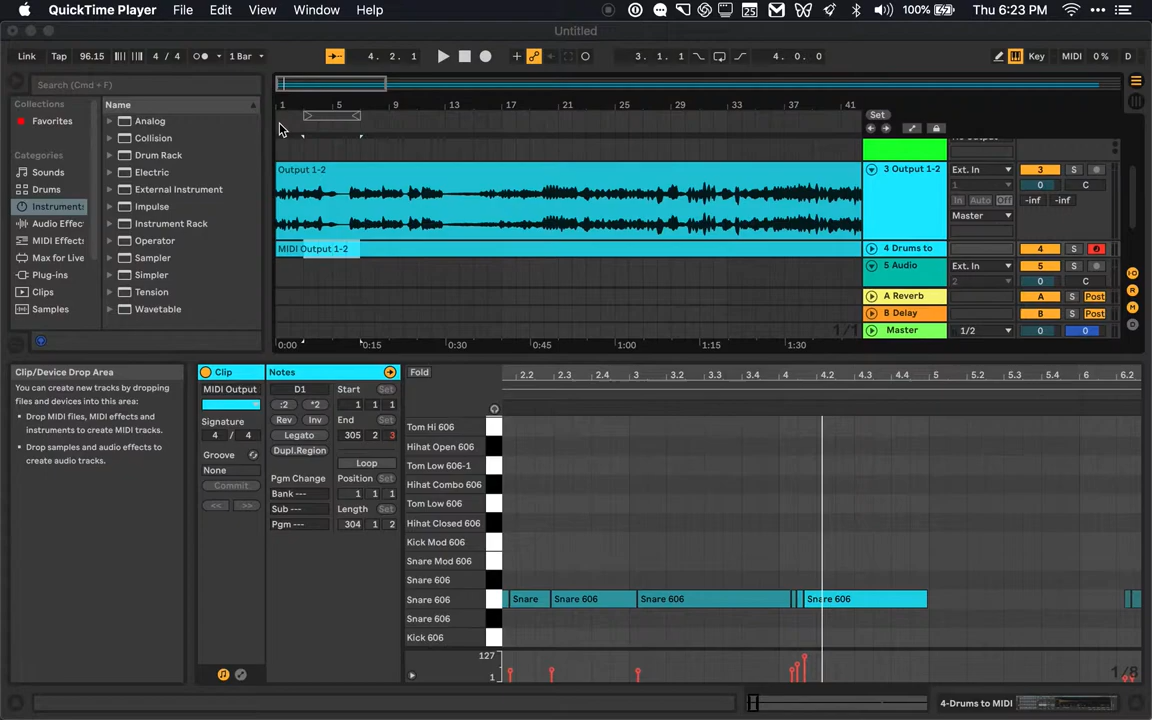 QuickTime Player File Edit View Window Help 25 100% Thu 6:23 PM
Untitled
Link Tap 96.15 4 / 4 1 Bar 4. 2. 1 3. 1. 1 4. 0. 0 Key MIDI 0 % D
Search (Cmd + F)
Collections
Favorites
Categories
Sounds
Drums
Instruments
Audio Effec
MIDI Effects
Max for Live
Plug-ins
Clips
Samples
Name
Analog
Collision
Drum Rack
Electric
External Instrument
Impulse
Instrument Rack
Operator
Sampler
Simpler
Tension
Wavetable
1 5 9 13 17 21 25 29 33 37 41
Set
Output 1-2
MIDI Output 1-2
3 Output 1-2 Ext. In 3 S
1 0 C
In Auto Off -inf -inf
Master
4 Drums to 4 S
5 Audio Ext. In 5 S
2 0 C
A Reverb A S Post
B Delay B S Post
Master 1/2 0 0
1/1
0:00 0:15 0:30 0:45 1:00 1:15 1:30
Clip/Device Drop Area
You can create new tracks by dropping
files and devices into this area:
Drop MIDI files, MIDI effects and
instruments to create MIDI tracks.
Drop samples and audio effects to
create audio tracks.
Clip
MIDI Output
Signature
4 / 4
Groove
None
Commit
<< >>
Notes
D1 Start Set
:2 *2 1 1 1
Rev Inv End Set
Legato 305 2 3
Dupl.Region Loop
Pgm Change Position Set
Bank --- 1 1 1
Sub --- Length Set
Pgm --- 304 1 2
Fold
2.2 2.3 2.4 3 3.2 3.3 3.4 4 4.2 4.3 4.4 5 5.2 5.3 5.4 6 6.2
Tom Hi 606
Hihat Open 606
Tom Low 606-1
Hihat Combo 606
Tom Low 606
Hihat Closed 606
Kick Mod 606
Snare Mod 606
Snare 606
Snare 606 Snare Snare 606 Snare 606 Snare 606
Snare 606
Kick 606
127
1
1/8
4-Drums to MIDI